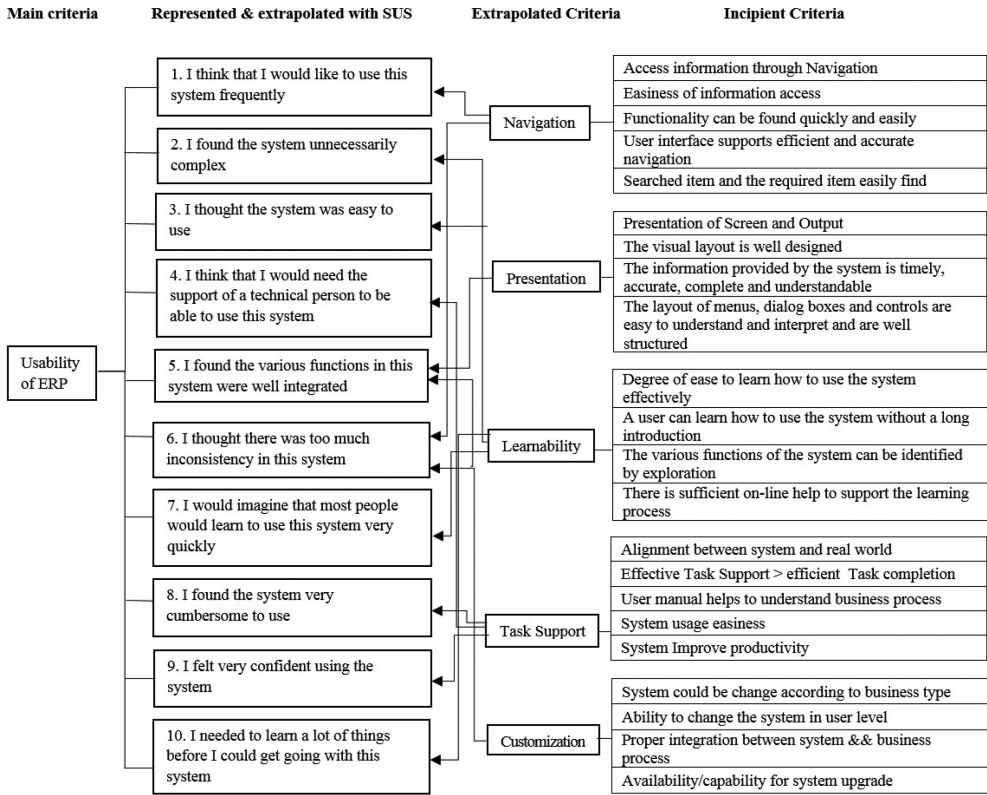 Main criteria
Represented & extrapolated with SUS
Extrapolated Criteria
Incipient Criteria
Usability
of ERP
1. I think that I would like to use this
system frequently
2. I found the system unnecessarily
complex
3. I thought the system was easy to
use
4. I think that I would need the
support of a technical person to be
able to use this system
5. I found the various functions in this
system were well integrated
6. I thought there was too much
inconsistency in this system
7. I would imagine that most people
would learn to use this system very
quickly
8. I found the system very
cumbersome to use
9. I felt very confident using the
system
10. I needed to learn a lot of things
before I could get going with this
system
Navigation
Presentation
Learnability
Task Support
Customization
Access information through Navigation
Easiness of information access
Functionality can be found quickly and easily
User interface supports efficient and accurate
navigation
Searched item and the required item easily find
Presentation of Screen and Output
The visual layout is well designed
The information provided by the system is timely,
accurate, complete and understandable
The layout of menus, dialog boxes and controls are
easy to understand and interpret and are well
structured
Degree of ease to learn how to use the system
effectively
A user can learn how to use the system without a long
introduction
The various functions of the system can be identified
by exploration
There is sufficient on-line help to support the learning
process
Alignment between system and real world
Effective Task Support > efficient Task completion
User manual helps to understand business process
System usage easiness
System Improve productivity
System could be change according to business type
Ability to change the system in user level
Proper integration between system && business
process
Availability/capability for system upgrade